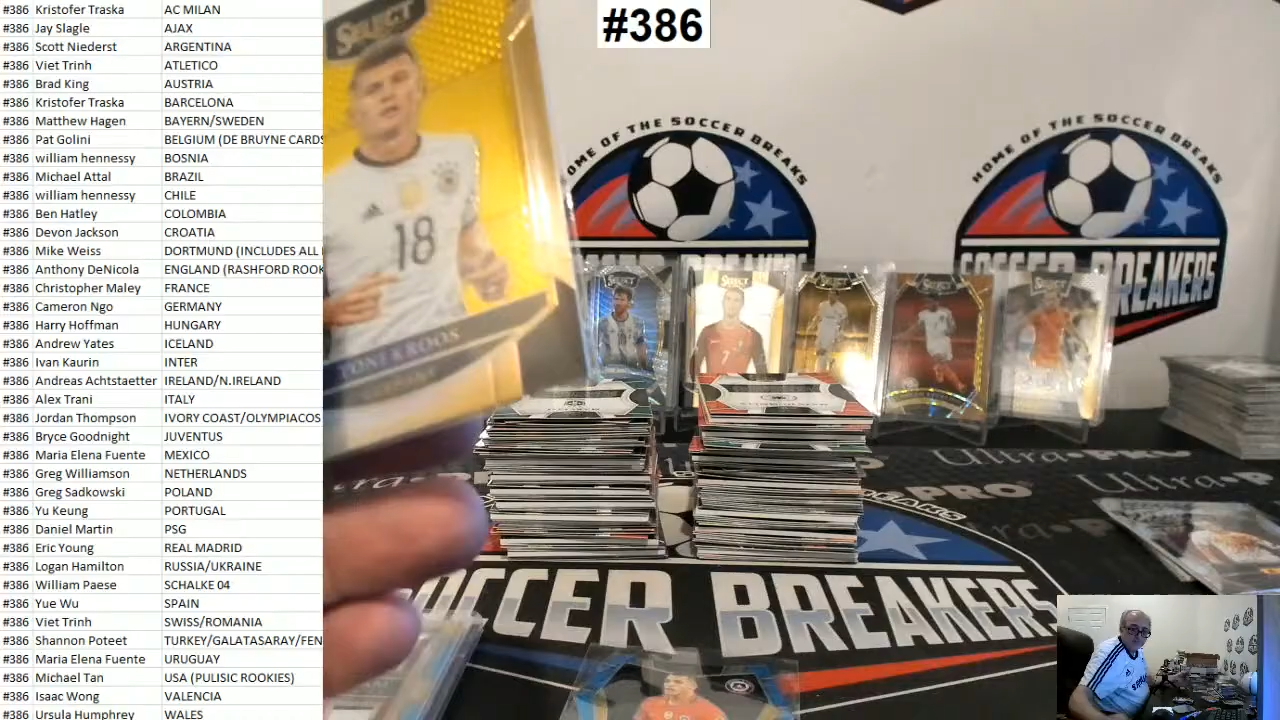 #386 Kristofer Traska AC MILAN
#386 Jay Slagle AJAX
#386 Scott Niederst ARGENTINA
#386 Viet Trinh ATLETICO
#386 Brad King AUSTRIA
#386 Kristofer Traska BARCELONA
#386 Matthew Hagen BAYERN/SWEDEN
#386 Pat Golini BELGIUM (DE BRUYNE CARDS
#386 william hennessy BOSNIA
#386 Michael Attal BRAZIL
#386 william hennessy CHILE
#386 Ben Hatley COLOMBIA
#386 Devon Jackson CROATIA
#386 Mike Weiss DORTMUND (INCLUDES ALL
#386 Anthony DeNicola ENGLAND (RASHFORD ROOK
#386 Christopher Maley FRANCE
#386 Cameron Ngo GERMANY
#386 Harry Hoffman HUNGARY
#386 Andrew Yates ICELAND
#386 Ivan Kaurin INTER
#386 Andreas Achtstaetter IRELAND/N.IRELAND
#386 Alex Trani ITALY
#386 Jordan Thompson IVORY COAST/OLYMPIACOS
#386 Bryce Goodnight JUVENTUS
#386 Maria Elena Fuente MEXICO
#386 Greg Williamson NETHERLANDS
#386 Greg Sadkowski POLAND
#386 Yu Keung PORTUGAL
#386 Daniel Martin PSG
#386 Eric Young REAL MADRID
#386 Logan Hamilton RUSSIA/UKRAINE
#386 William Paese SCHALKE 04
#386 Yue Wu SPAIN
#386 Viet Trinh SWISS/ROMANIA
#386 Shannon Poteet TURKEY/GALATASARAY/FEN
#386 Maria Elena Fuente URUGUAY
#386 Michael Tan USA (PULISIC ROOKIES)
#386 Isaac Wong VALENCIA
#386 Ursula Humphrey WALES
#386
SELECT
18
TONI KROOS
HOME OF THE SOCCER BREAKS
SOCCER BREAKERS
HOME OF THE SOCCER BREAKS
SOCCER BREAKERS
SELECT
SELECT
SELECT
SELECT
7
Ultra PRO
Ultra P
PRO
SOCCER BREAKERS